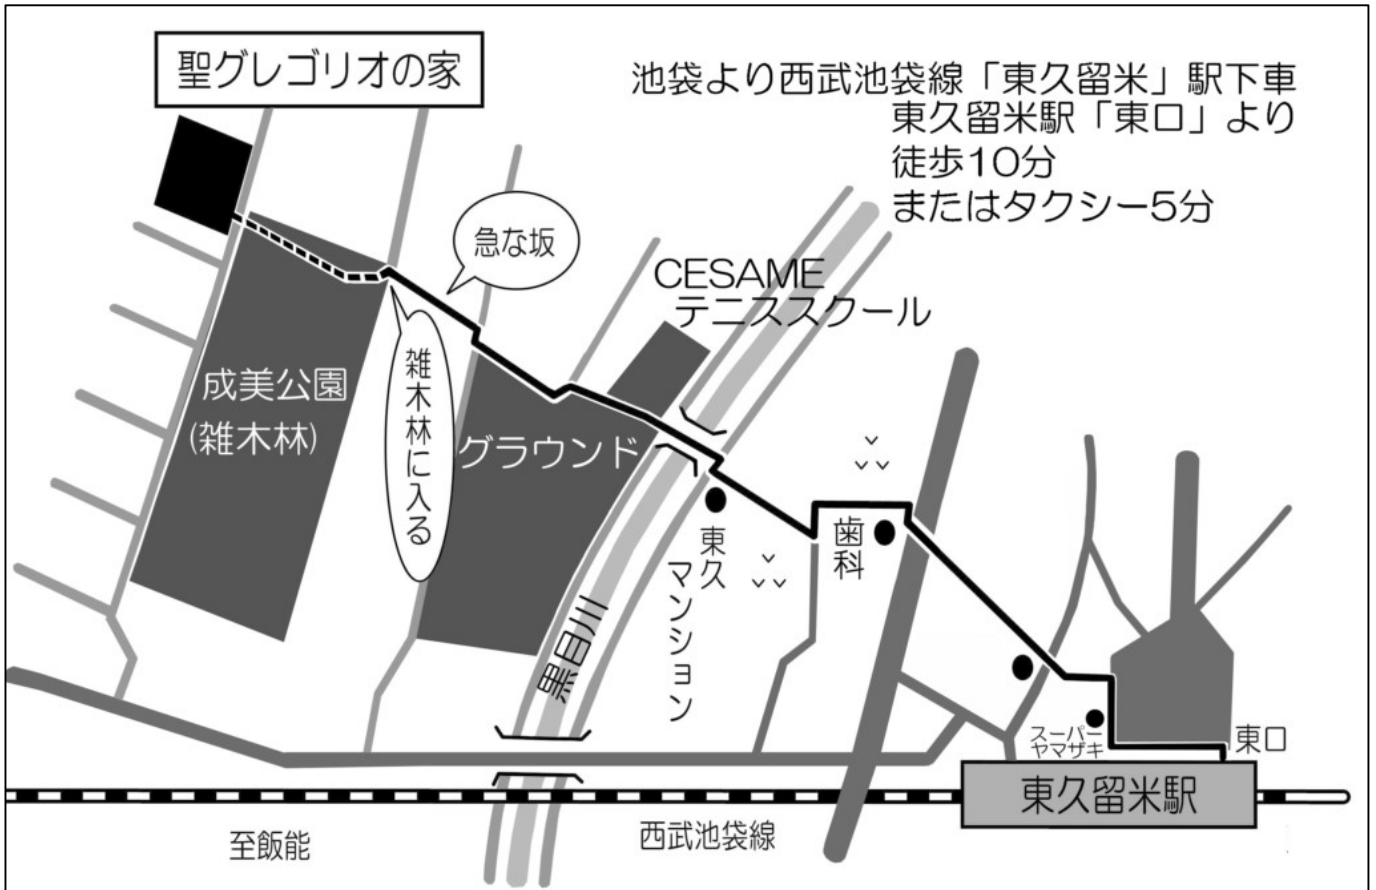 聖グレゴリオの家
池袋より西武池袋線「東久留米」駅下車
東久留米駅「東口」より
徒歩10分
またはタクシー5分
急な坂
CESAME
テニススクール
成美公園
(雑木林)
雑木林に入る
グラウンド
東久
マンション
歯科
黒目川
スーパー
ヤマザキ
東口
東久留米駅
至飯能
西武池袋線